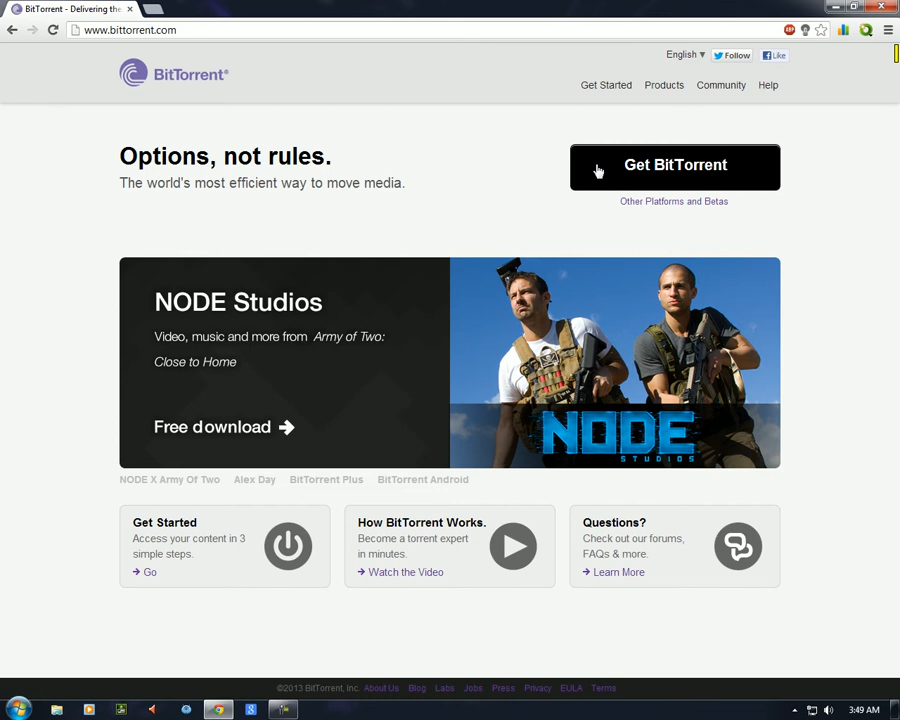 BitTorrent - Delivering the
www.bittorrent.com
ABP
English ▾
Follow
Like
BitTorrent®
Get Started
Products
Community
Help
Options, not rules.
The world's most efficient way to move media.
Get BitTorrent
Other Platforms and Betas
NODE Studios
Video, music and more from Army of Two:
Close to Home
Free download →
NODE
STUDIOS
NODE X Army Of Two
Alex Day
BitTorrent Plus
BitTorrent Android
Get Started
Access your content in 3
simple steps.
→ Go
How BitTorrent Works.
Become a torrent expert
in minutes.
→ Watch the Video
Questions?
Check out our forums,
FAQs & more.
→ Learn More
©2013 BitTorrent, Inc. About Us Blog Labs Jobs Press Privacy EULA Terms
3:49 AM